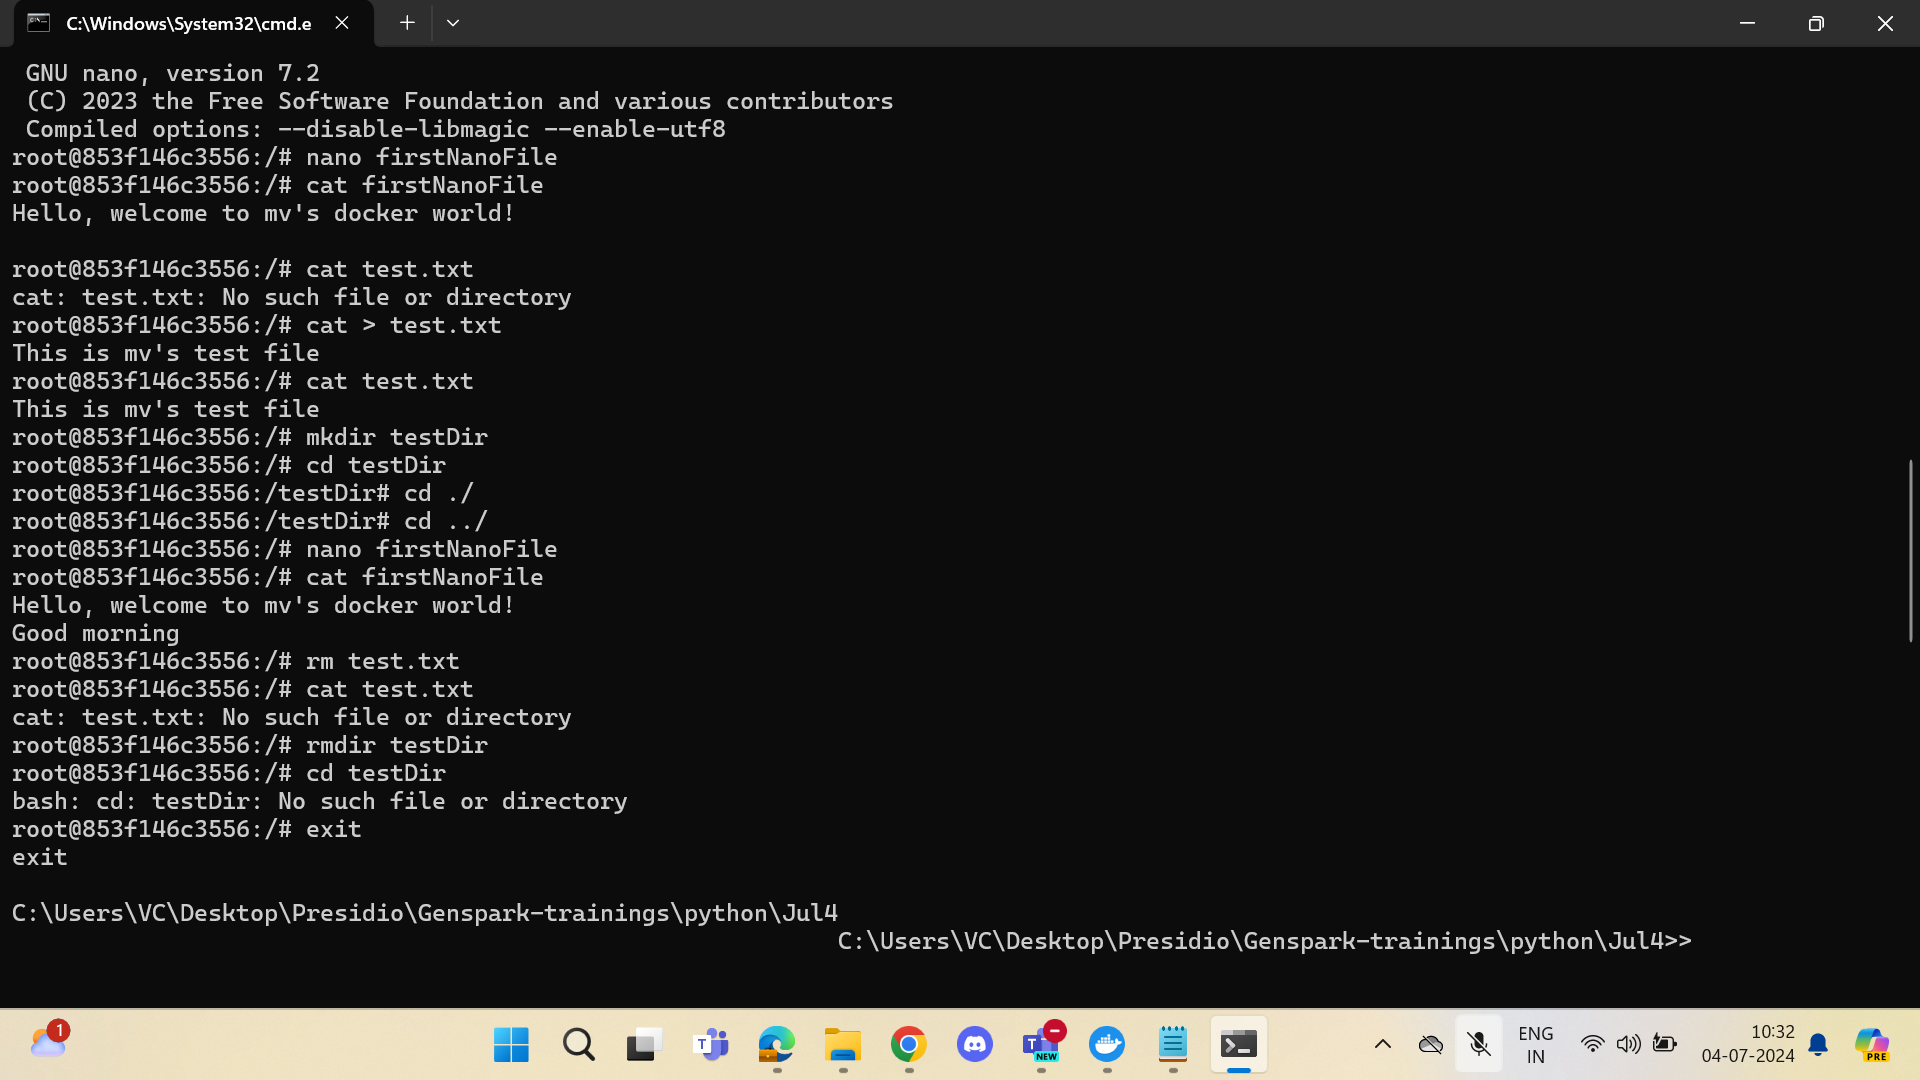 C:\Windows\System32\cmd.e
GNU nano, version 7.2
(C) 2023 the Free Software Foundation and various contributors
Compiled options: --disable-libmagic --enable-utf8
root@853f146c3556:/# nano firstNanoFile
root@853f146c3556:/# cat firstNanoFile
Hello, welcome to mv's docker world!
root@853f146c3556:/# cat test.txt
cat: test.txt: No such file or directory
root@853f146c3556:/# cat > test.txt
This is mv's test file
root@853f146c3556:/# cat test.txt
This is mv's test file
root@853f146c3556:/# mkdir testDir
root@853f146c3556:/# cd testDir
root@853f146c3556:/testDir# cd ./
root@853f146c3556:/testDir# cd ../
root@853f146c3556:/# nano firstNanoFile
root@853f146c3556:/# cat firstNanoFile
Hello, welcome to mv's docker world!
Good morning
root@853f146c3556:/# rm test.txt
root@853f146c3556:/# cat test.txt
cat: test.txt: No such file or directory
root@853f146c3556:/# rmdir testDir
root@853f146c3556:/# cd testDir
bash: cd: testDir: No such file or directory
root@853f146c3556:/# exit
exit
C:\Users\VC\Desktop\Presidio\Genspark-trainings\python\Jul4
C:\Users\VC\Desktop\Presidio\Genspark-trainings\python\Jul4>>
1
T
T
NEW
ENG
IN
10:32
04-07-2024
PRE